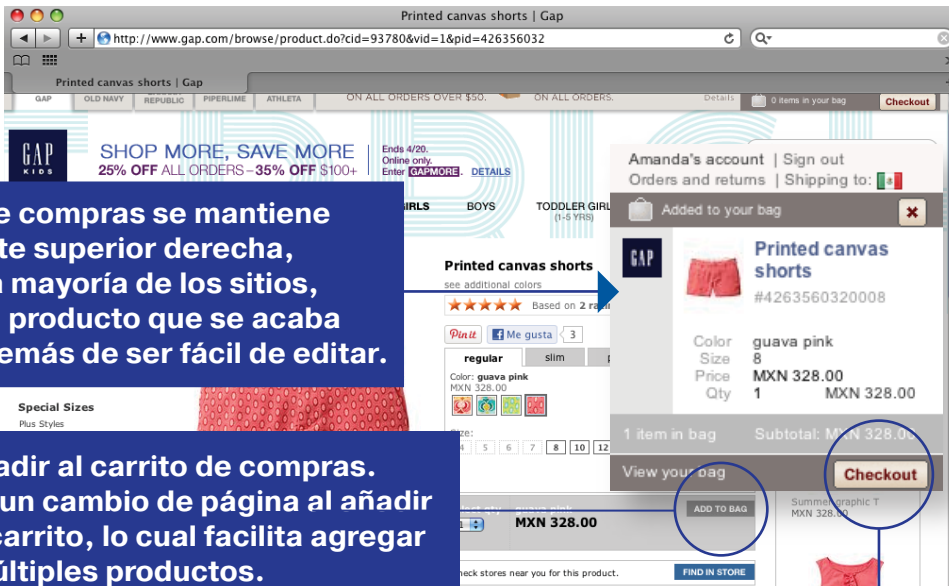 Printed canvas shorts | Gap
http://www.gap.com/browse/product.do?cid=93780&vid=1&pid=426356032
Printed canvas shorts | Gap
GAP
OLD NAVY
REPUBLIC
PIPERLIME
ATHLETA
ON ALL ORDERS OVER $50.
ON ALL ORDERS.
Details
0 items in your bag
Checkout
GAP
KIDS
SHOP MORE, SAVE MORE
25% OFF ALL ORDERS – 35% OFF $100+
Ends 4/20.
Online only.
Enter GAPMORE. DETAILS
BOYS
TODDLER GIRL
(1-5 YRS)
Amanda's account | Sign out
Orders and returns | Shipping to:
Added to your bag
GAP
Printed canvas
shorts
#4263560320008
Color guava pink
Size 8
Price MXN 328.00
Qty 1 MXN 328.00
1 item in bag Subtotal: MXN 328.00
View your bag
Checkout
e compras se mantiene
te superior derecha,
mayoría de los sitios,
producto que se acaba
emás de ser fácil de editar.
Printed canvas shorts
see additional colors
Based on 2
Pin it
Me gusta
3
regular
slim
Color: guava pink
MXN 328.00
5 6 7 8 10 12
Special Sizes
Plus Styles
adir al carrito de compras.
un cambio de página al añadir
carrito, lo cual facilita agregar
últiples productos.
MXN 328.00
ADD TO BAG
Summer graphic T
MXN 328.00
eck stores near you for this product.
FIND IN STORE